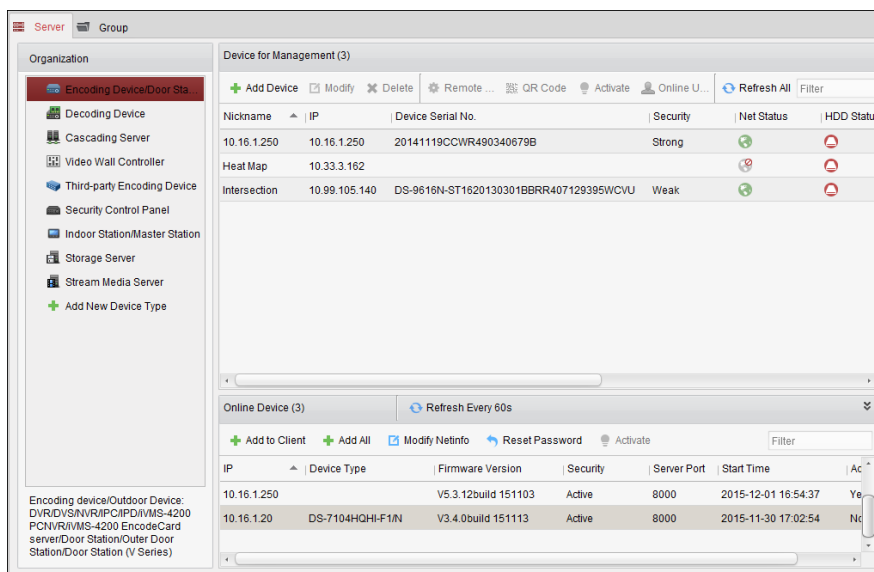 Server Group
Organization
Encoding Device/Door Sta...
Decoding Device
Cascading Server
Video Wall Controller
Third-party Encoding Device
Security Control Panel
Indoor Station/Master Station
Storage Server
Stream Media Server
Add New Device Type
Encoding device/Outdoor Device:
DVR/DVS/NVR/IPC/IPD/iVMS-4200
PCNVR/iVMS-4200 EncodeCard
server/Door Station/Outer Door
Station/Door Station (V Series)
Device for Management (3)
Add Device Modify Delete Remote ... QR Code Activate Online U... Refresh All Filter
Nickname IP Device Serial No. Security Net Status HDD Statu
10.16.1.250 10.16.1.250 20141119CCWR490340679B Strong
Heat Map 10.33.3.162
Intersection 10.99.105.140 DS-9616N-ST1620130301BBRR407129395WCVU Weak
Online Device (3) Refresh Every 60s
Add to Client Add All Modify Netinfo Reset Password Activate Filter
IP Device Type Firmware Version Security Server Port Start Time Ac
10.16.1.250 V5.3.12build 151103 Active 8000 2015-12-01 16:54:37 Ye
10.16.1.20 DS-7104HQHI-F1/N V3.4.0build 151113 Active 8000 2015-11-30 17:02:54 No